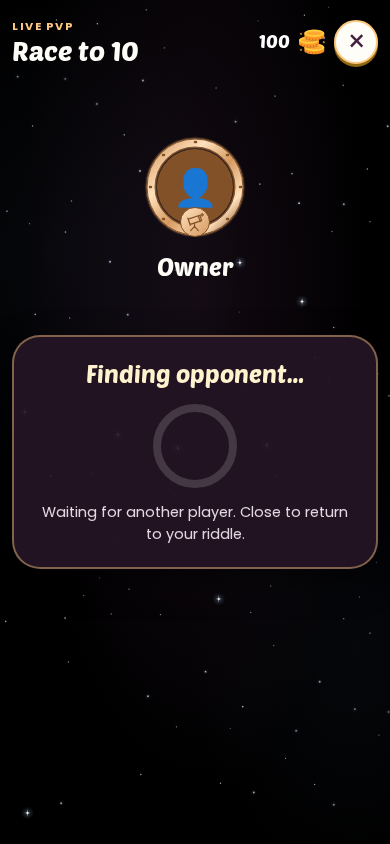 LIVE PVP
Race to 10
100
Owner
Finding opponent...
Waiting for another player. Close to return
to your riddle.